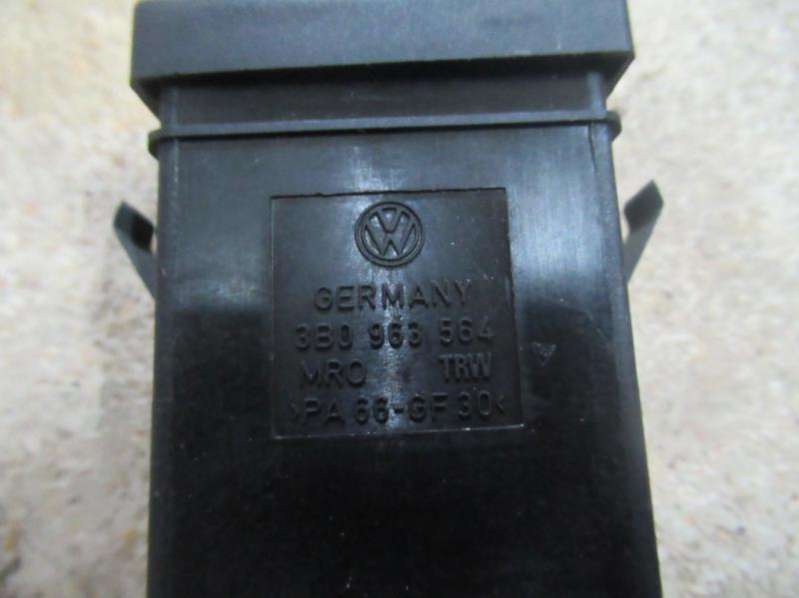 GERMANY
3B0 963 564
MRO TRW
>PA 66-GF 30<